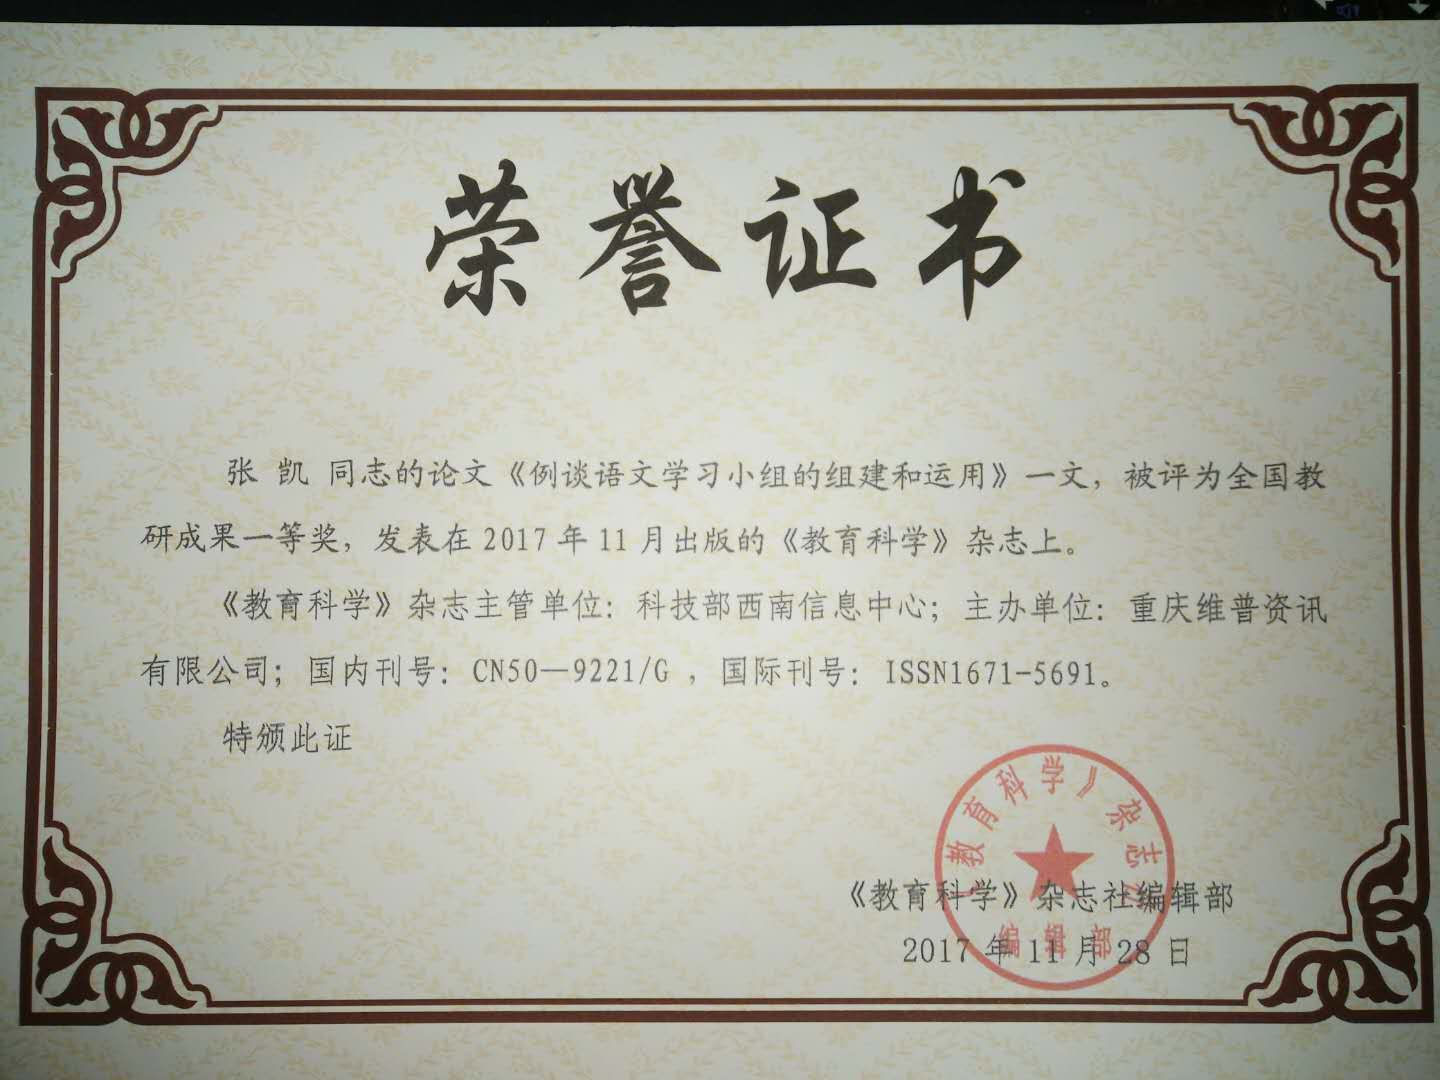 荣誉证书
张 凯 同志的论文《例谈语文学习小组的组建和运用》一文，被评为全国教
研成果一等奖，发表在 2017 年 11 月出版的《教育科学》杂志上。
《教育科学》杂志主管单位：科技部西南信息中心；主办单位：重庆维普资讯
有限公司；国内刊号：CN50—9221/G ，国际刊号：ISSN1671-5691。
特颁此证
《教育科学》杂志
编辑部
《教育科学》杂志社编辑部
2017 年 11 月 28 日